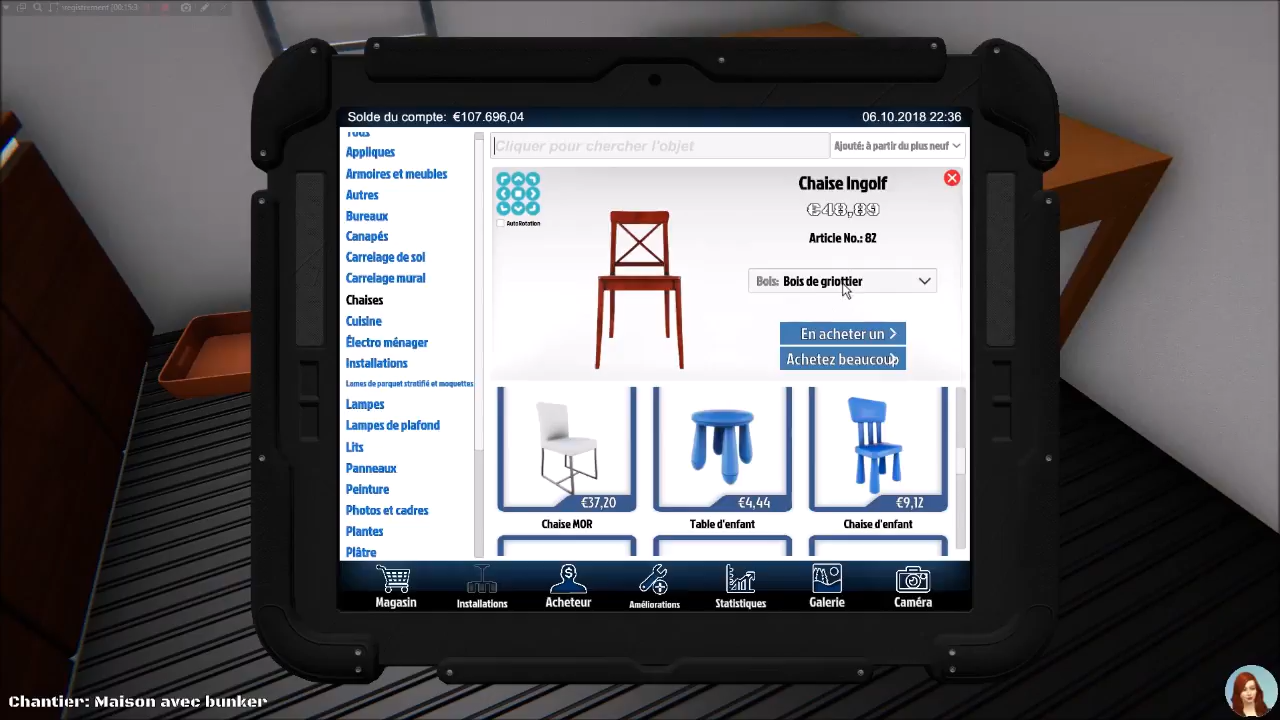 Solde du compte: €107.696,04
06.10.2018 22:36
Tous
Appliques
Armoires et meubles
Autres
Bureaux
Canapés
Carrelage de sol
Carrelage mural
Chaises
Cuisine
Électro ménager
Installations
Lames de parquet stratifié et moquettes
Lampes
Lampes de plafond
Lits
Panneaux
Peinture
Photos et cadres
Plantes
Plâtre
Cliquer pour chercher l'objet
Ajouté: à partir du plus neuf
Auto Rotation
Chaise Ingolf
Article No.: 82
Bois: Bois de griottier
En acheter un
Achetez beaucoup
€37,20
€4,44
€9,12
Chaise MOR
Table d'enfant
Chaise d'enfant
Magasin
Installations
Acheteur
Améliorations
Statistiques
Galerie
Caméra
Chantier: Maison avec bunker